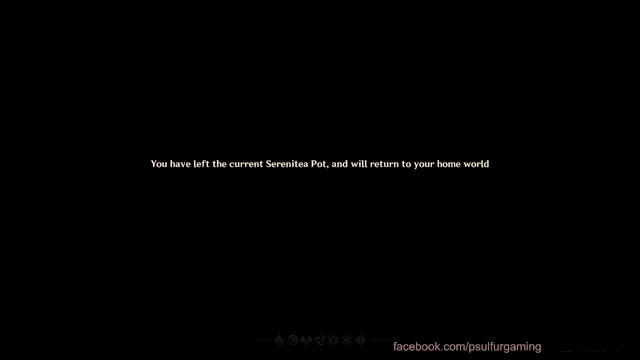 You have left the current Serenitea Pot, and will return to your home world
facebook.com/psulfurgaming